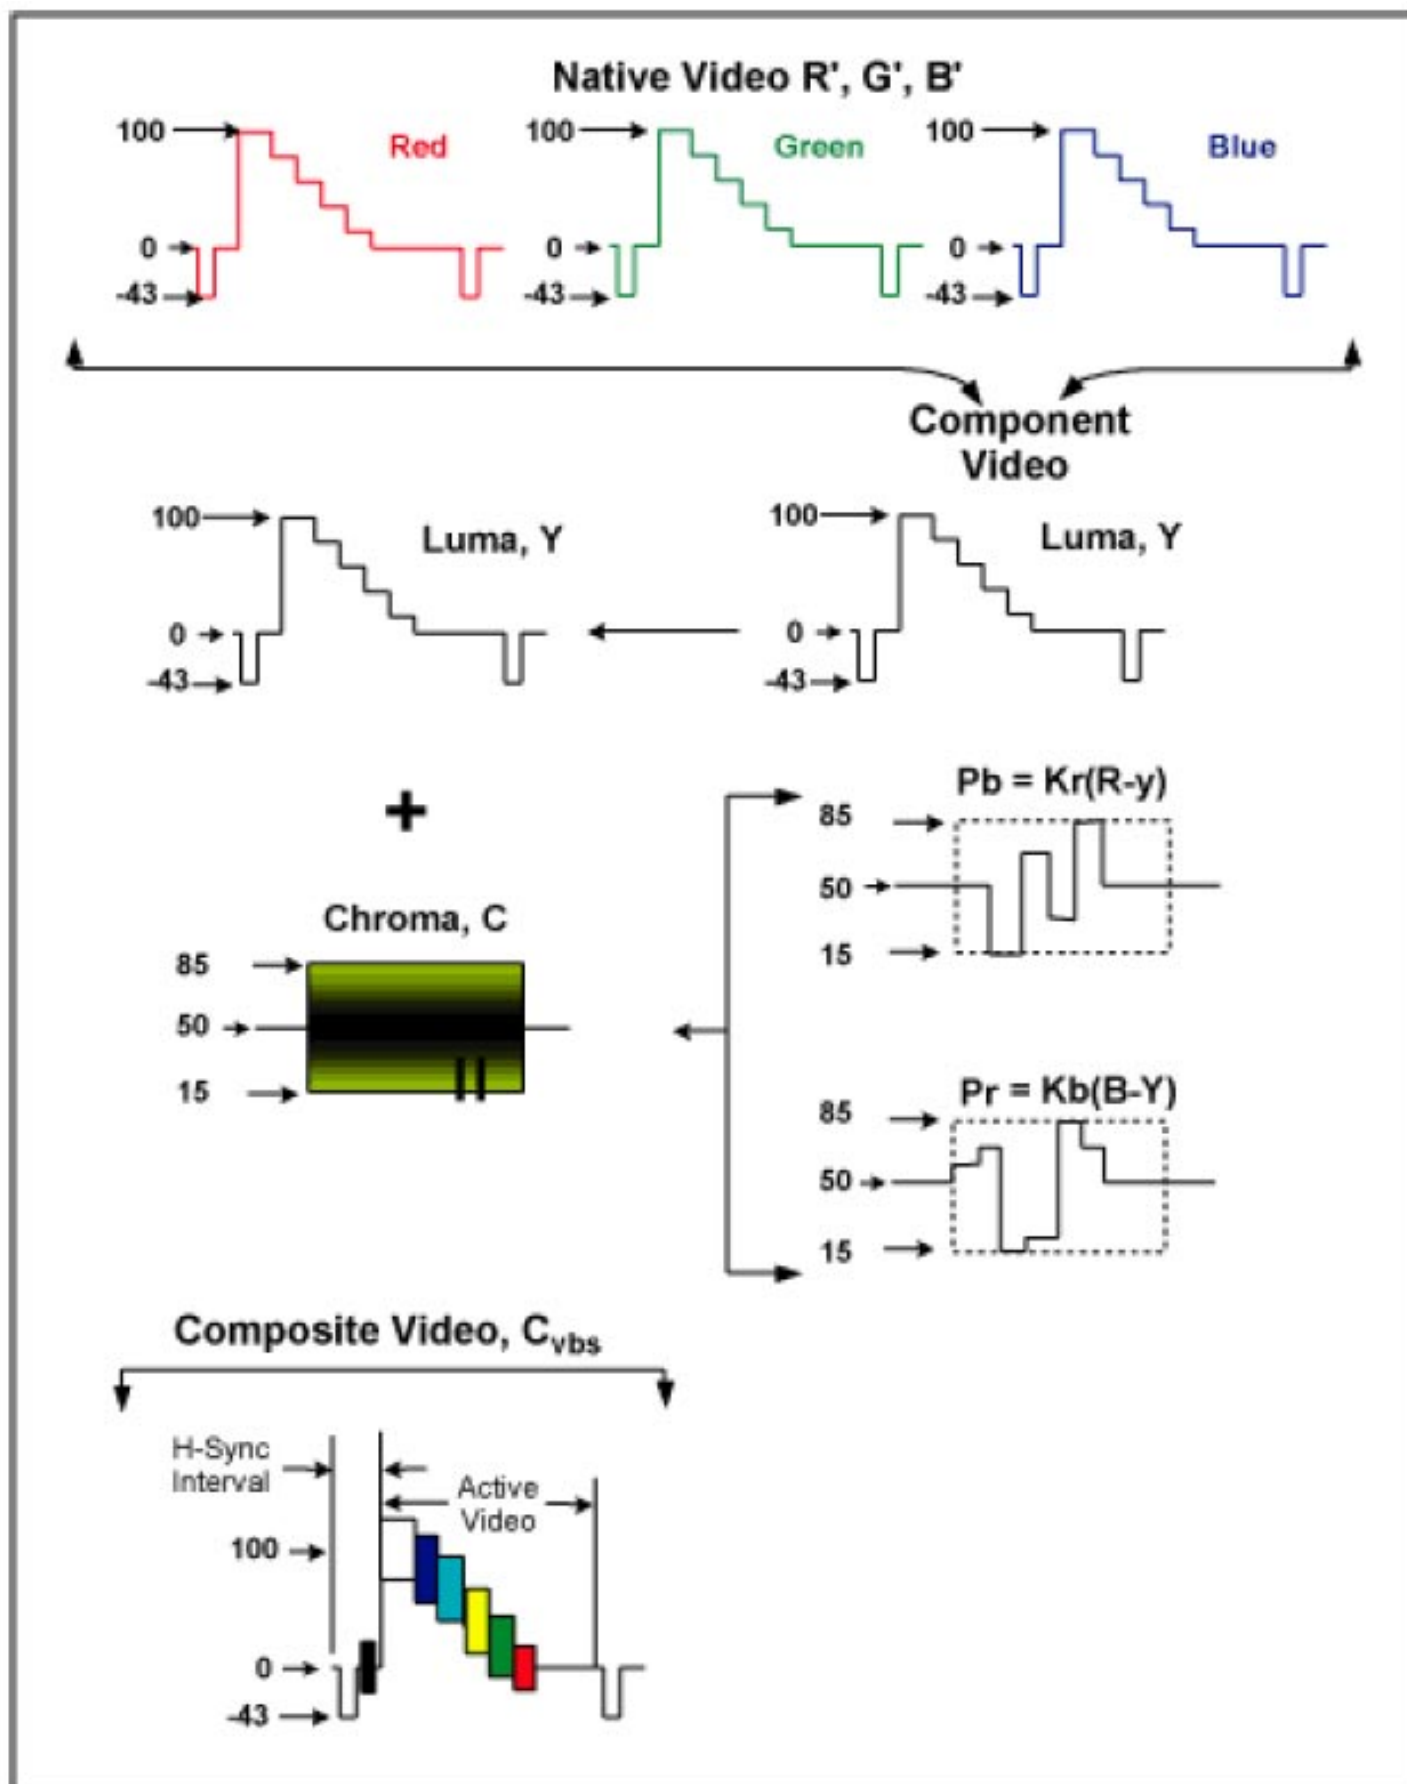 Native Video R', G', B'
100
Red
0
-43
100
Green
0
-43
100
Blue
0
-43
Component
Video
100
Luma, Y
0
-43
100
Luma, Y
0
-43
+
Chroma, C
85
50
15
Pb = Kr(R-y)
85
50
15
Pr = Kb(B-Y)
85
50
15
Composite Video, Cvbs
H-Sync
Interval
Active
Video
100
0
-43